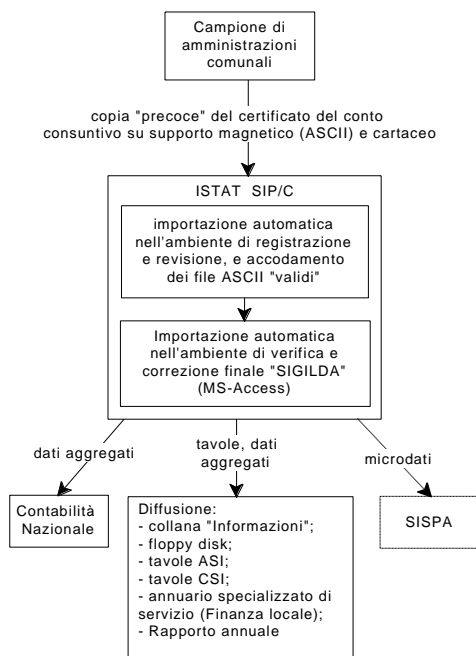 Campione di
amministrazioni
comunali
copia "precoce" del certificato del conto
consuntivo su supporto magnetico (ASCII) e cartaceo
ISTAT SIP/C
importazione automatica
nell'ambiente di registrazione
e revisione, e accodamento
dei file ASCII "validi"
Importazione automatica
nell'ambiente di verifica e
correzione finale "SIGILDA"
(MS-Access)
dati aggregati
tavole, dati
aggregati
microdati
Contabilità
Nazionale
Diffusione:
- collana "Informazioni";
- floppy disk;
- tavole ASI;
- tavole CSI;
- annuario specializzato di
servizio (Finanza locale);
- Rapporto annuale
SISPA